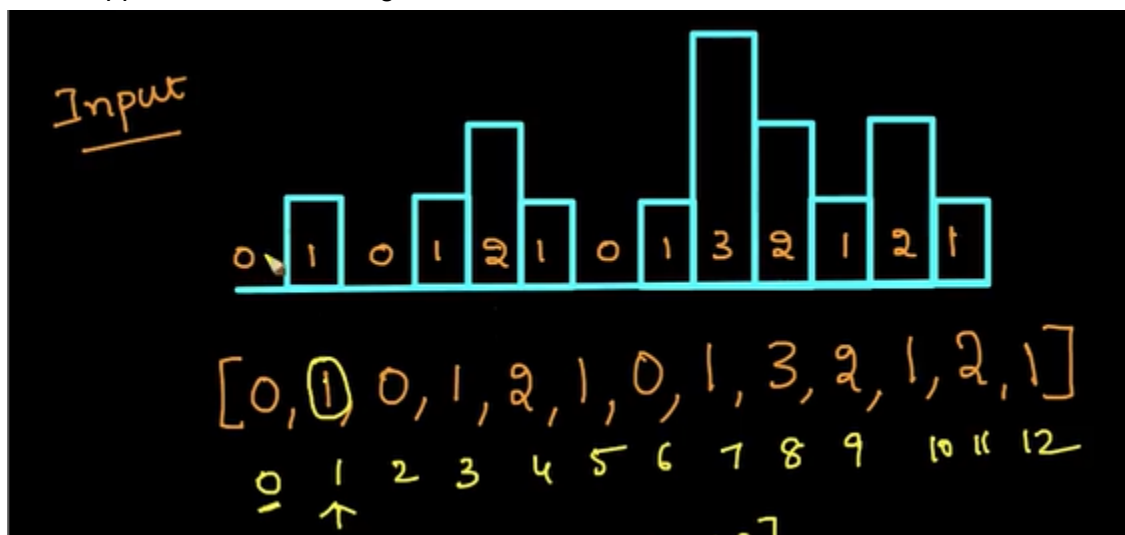 Input
0 1 0 1 2 1 0 1 3 2 1 2 1
[0, 1, 0, 1, 2, 1, 0, 1, 3, 2, 1, 2, 1]
0 1 2 3 4 5 6 7 8 9 10 11 12